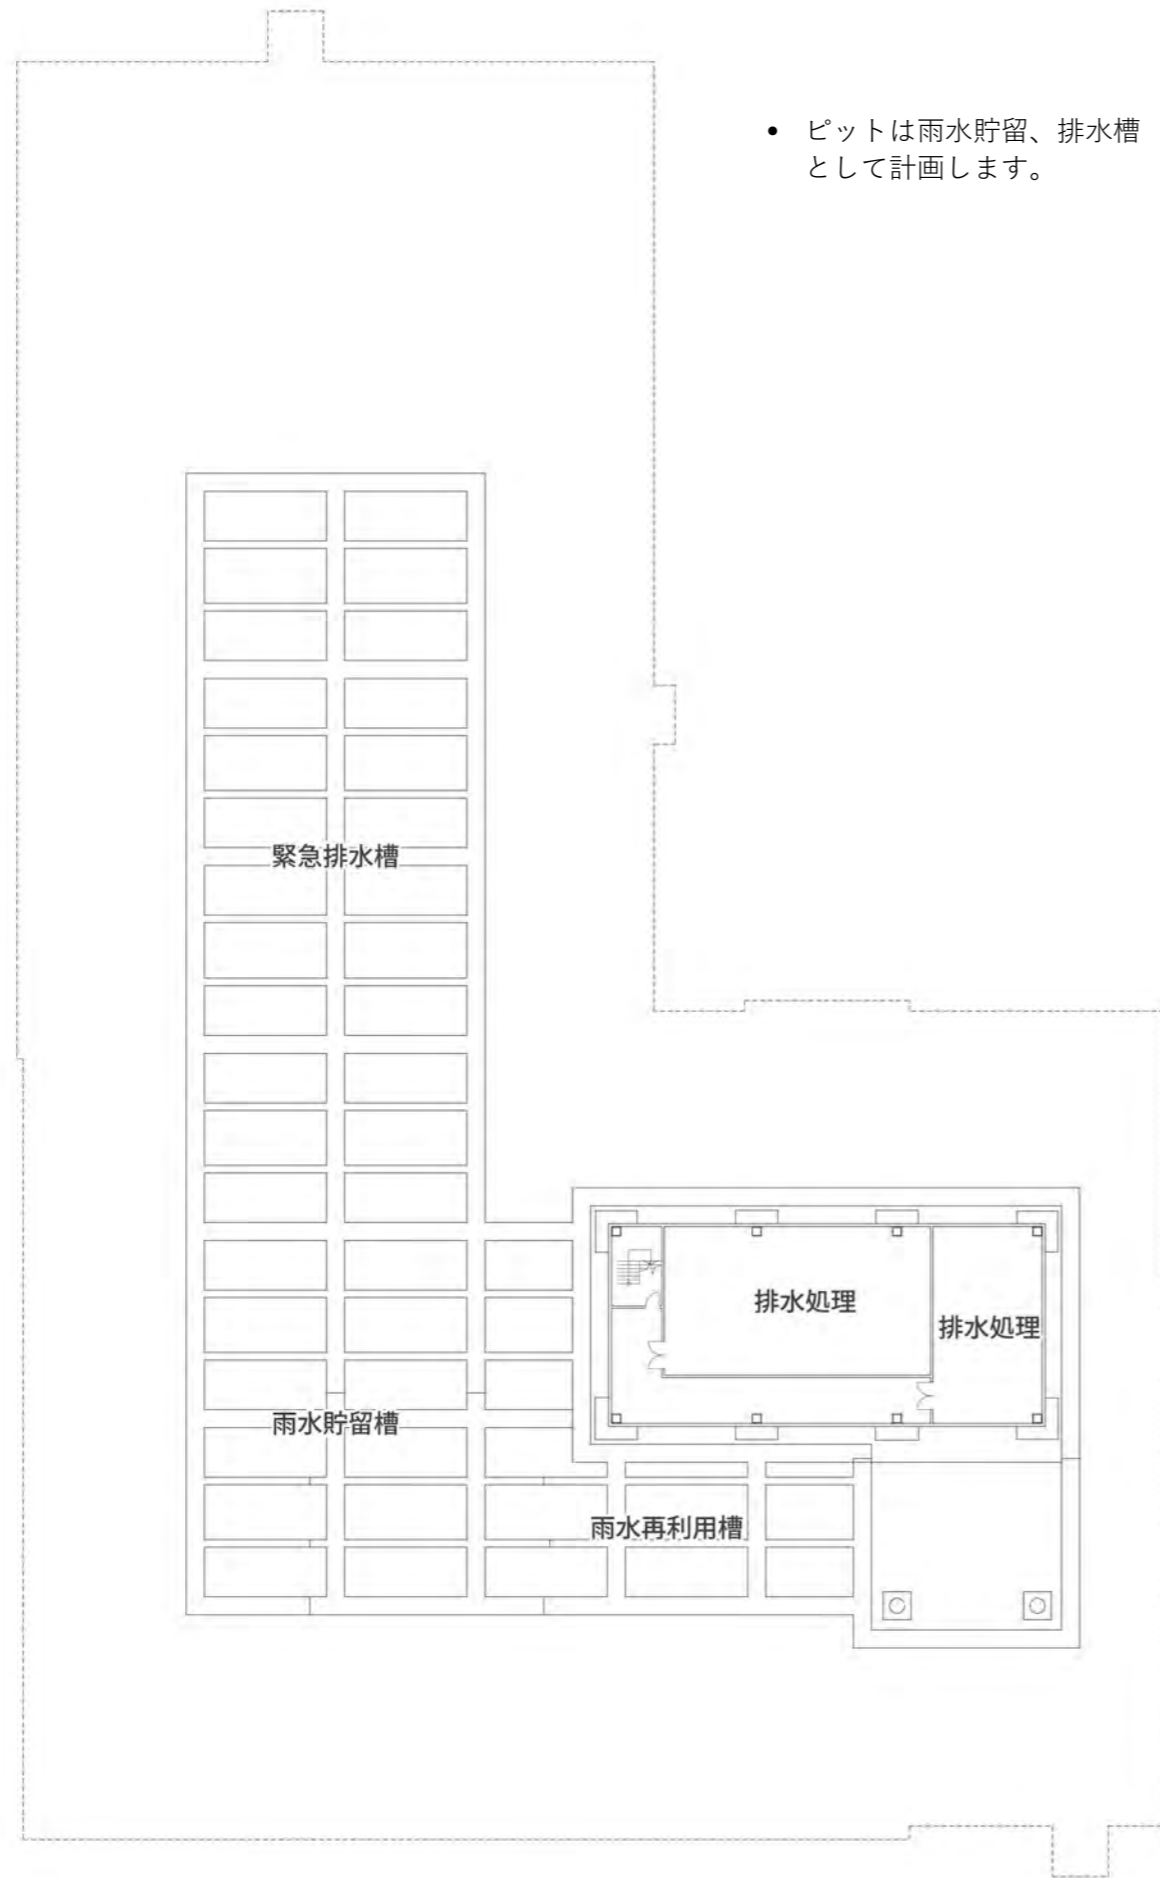 • ピットは雨水貯留、排水槽
として計画します。
緊急排水槽
排水処理
排水処理
雨水貯留槽
雨水再利用槽